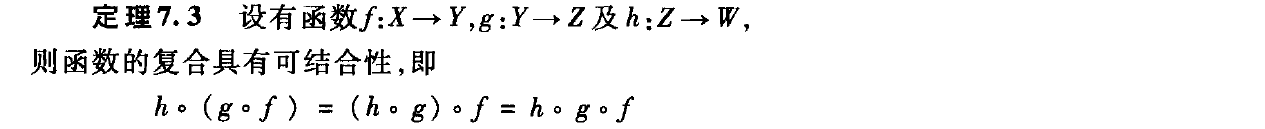 定理7.3 设有函数f:X→Y,g:Y→Z及h:Z→W,
则函数的复合具有可结合性,即
h∘(g∘f) = (h∘g)∘f = h∘g∘f